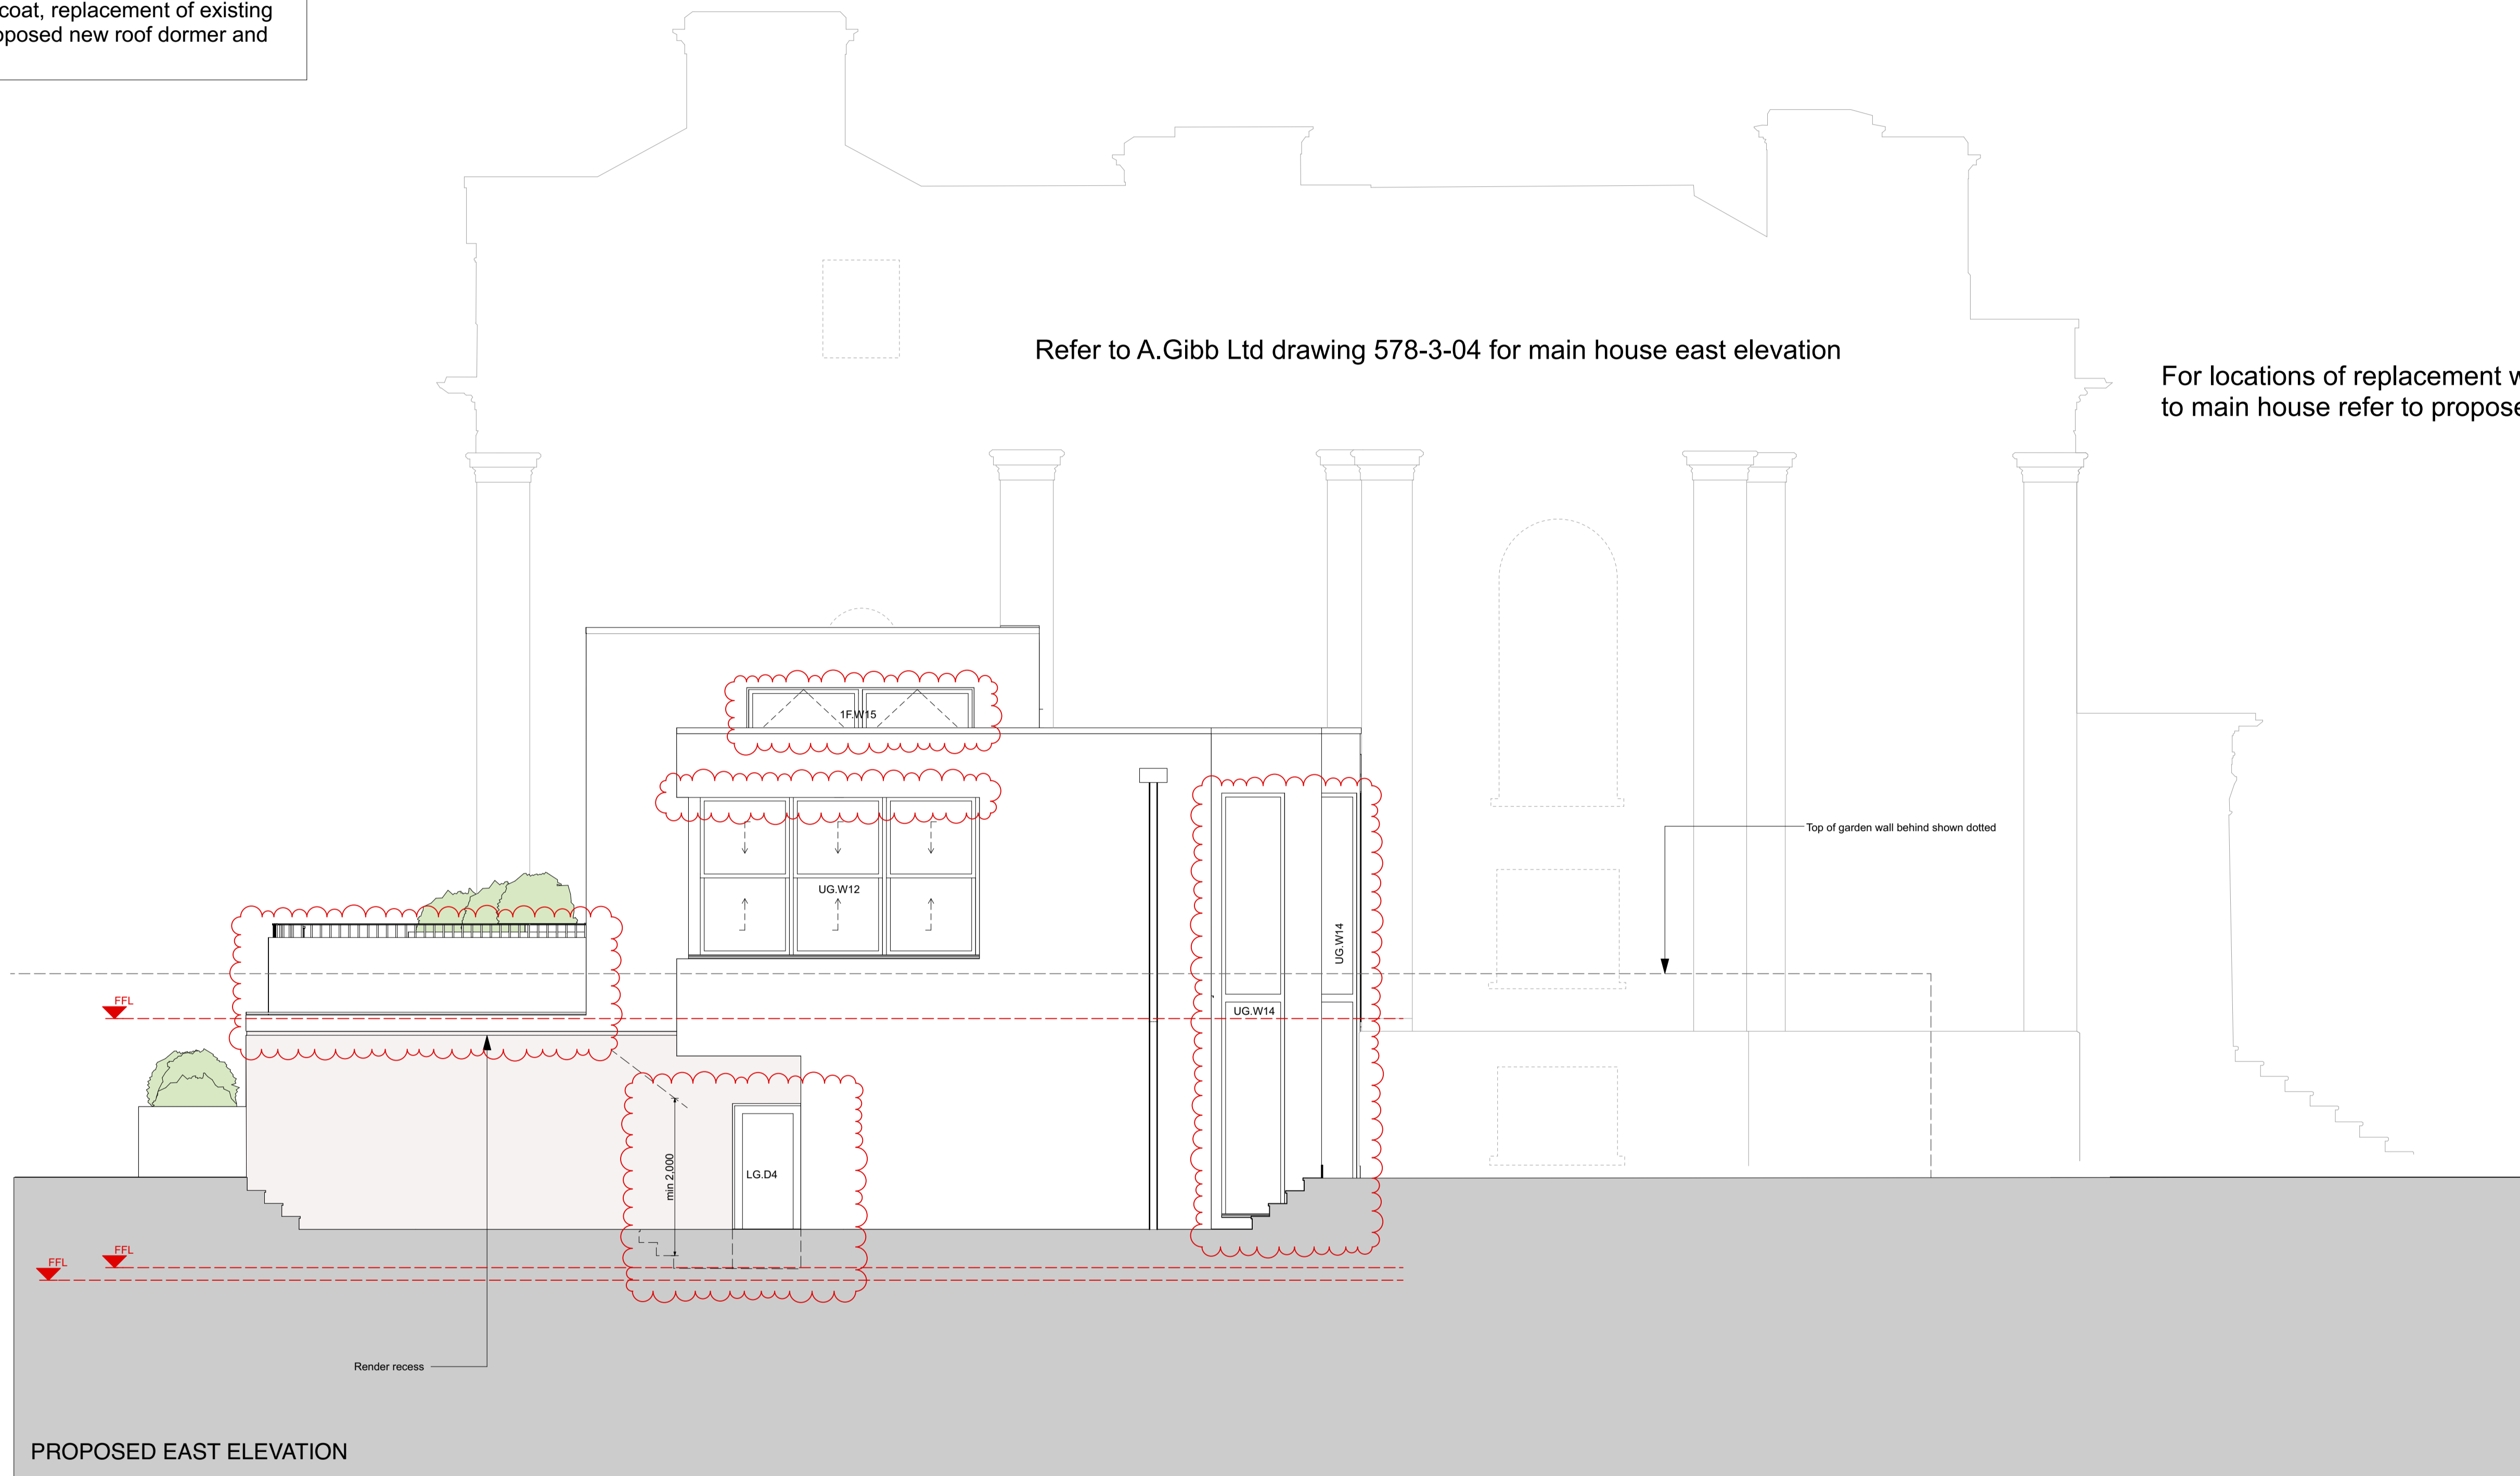 coat, replacement of existing
posed new roof dormer and
Refer to A.Gibb Ltd drawing 578-3-04 for main house east elevation
For locations of replacement
to main house refer to
1F.W15
Top of garden wall behind shown dotted
UG.W12
UG.W14
UG.W14
FFL
LG.D4
min 2,000
FFL
FFL
Render recess
PROPOSED EAST ELEVATION